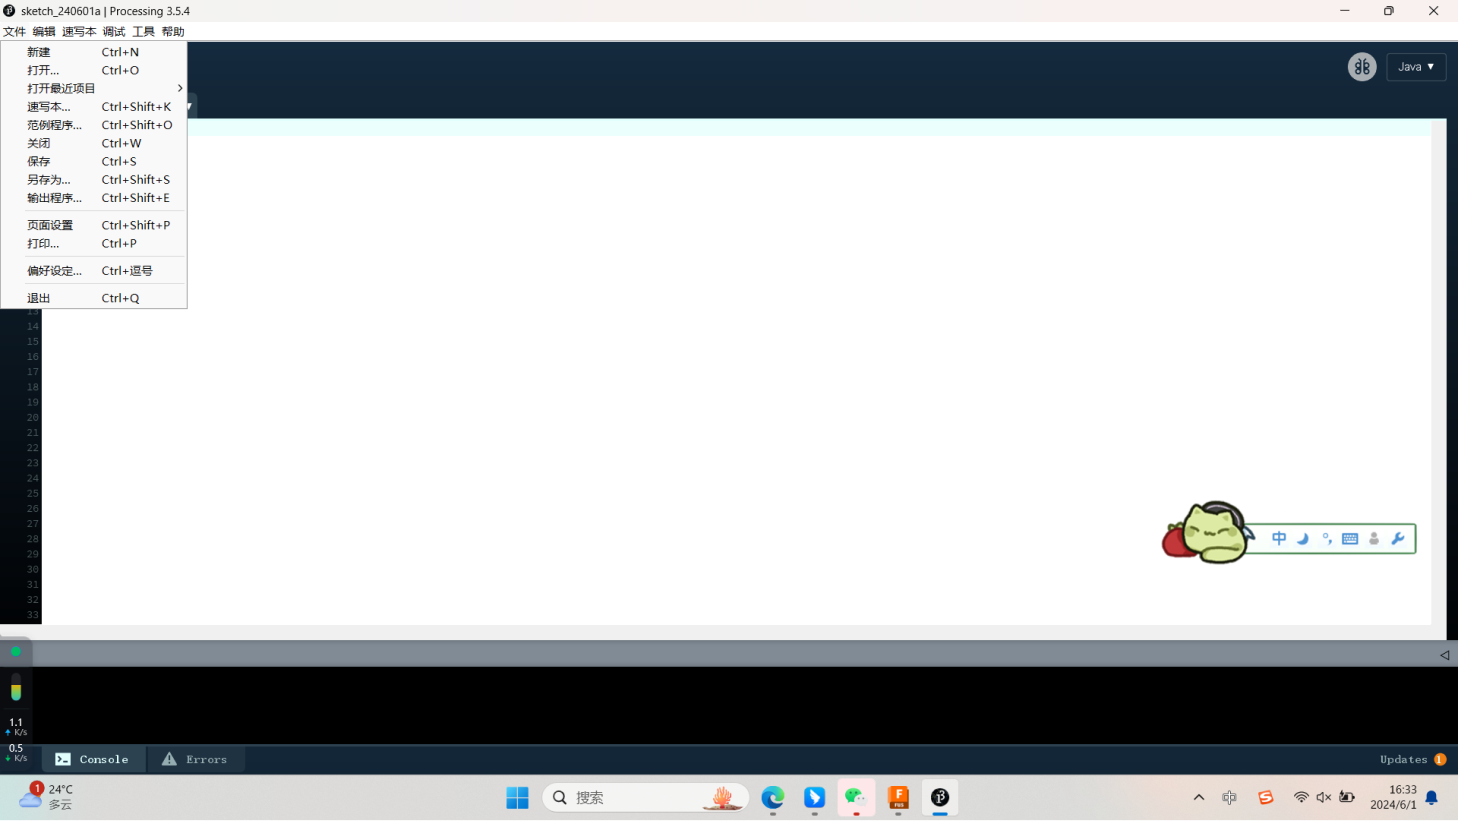 sketch_240601a | Processing 3.5.4
文件 编辑 速写本 调试 工具 帮助
新建 Ctrl+N
打开... Ctrl+O
打开最近项目
速写本... Ctrl+Shift+K
范例程序... Ctrl+Shift+O
关闭 Ctrl+W
保存 Ctrl+S
另存为... Ctrl+Shift+S
输出程序... Ctrl+Shift+E
页面设置 Ctrl+Shift+P
打印... Ctrl+P
偏好设定... Ctrl+逗号
退出 Ctrl+Q
Java
13
14
15
16
17
18
19
20
21
22
23
24
25
26
27
28
29
30
31
32
33
中
1.1
K/s
0.5
K/s
Console Errors
Updates 1
1
24°C
多云
搜索
中
16:33
2024/6/1